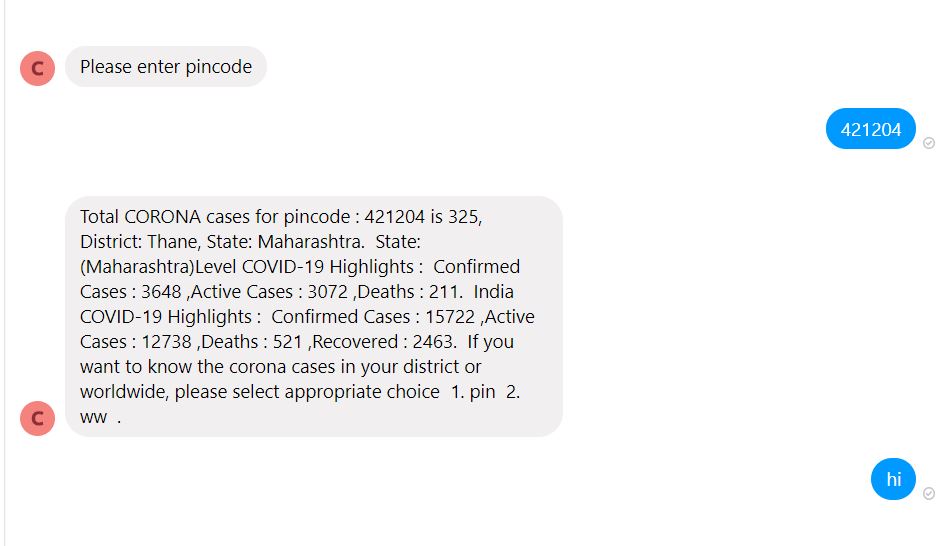 Please enter pincode
C
421204
Total CORONA cases for pincode : 421204 is 325,
District: Thane, State: Maharashtra.  State:
(Maharashtra)Level COVID-19 Highlights :  Confirmed
Cases : 3648 ,Active Cases : 3072 ,Deaths : 211.  India
COVID-19 Highlights :  Confirmed Cases : 15722 ,Active
Cases : 12738 ,Deaths : 521 ,Recovered : 2463.  If you
want to know the corona cases in your district or
worldwide, please select appropriate choice  1. pin  2.
ww  .
C
hi